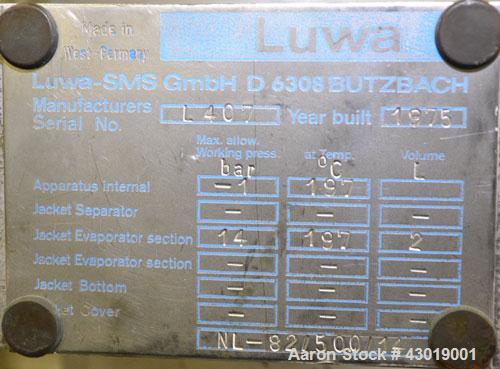 Made in
West-Germany
Luwa
Luwa-SMS GmbH D 6308 BUTZBACH
Manufacturers
Serial No.
L407
Year built 1975
Max. allow.
Working press.
at Temp.
Volume
bar
°C
L
Apparatus internal -1 197
Jacket Separator - - -
Jacket Evaporator section 14 197 2
Jacket Evaporator section - - -
Jacket Bottom - - -
Cover - - -
Aaron Stock # 43019001